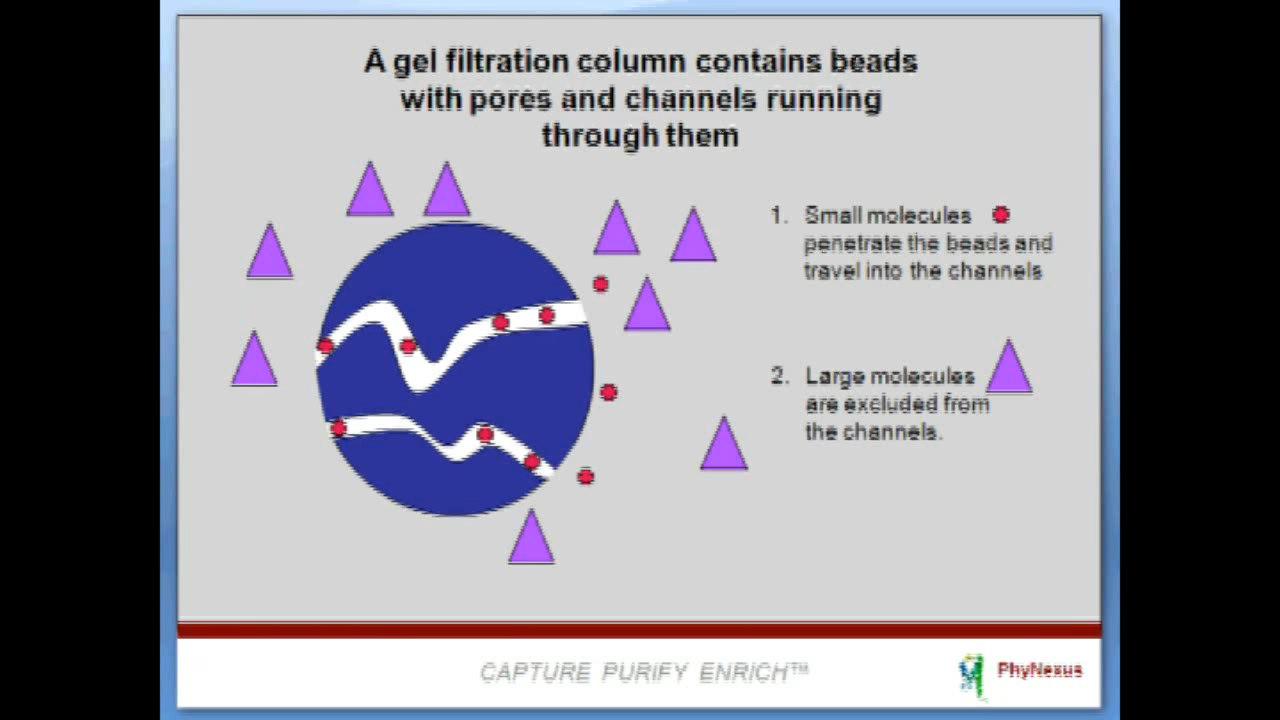 A gel filtration column contains beads
with pores and channels running
through them
1. Small molecules
penetrate the beads and
travel into the channels
2. Large molecules
are excluded from
the channels.
CAPTURE PURIFY ENRICH™
PhyNexus